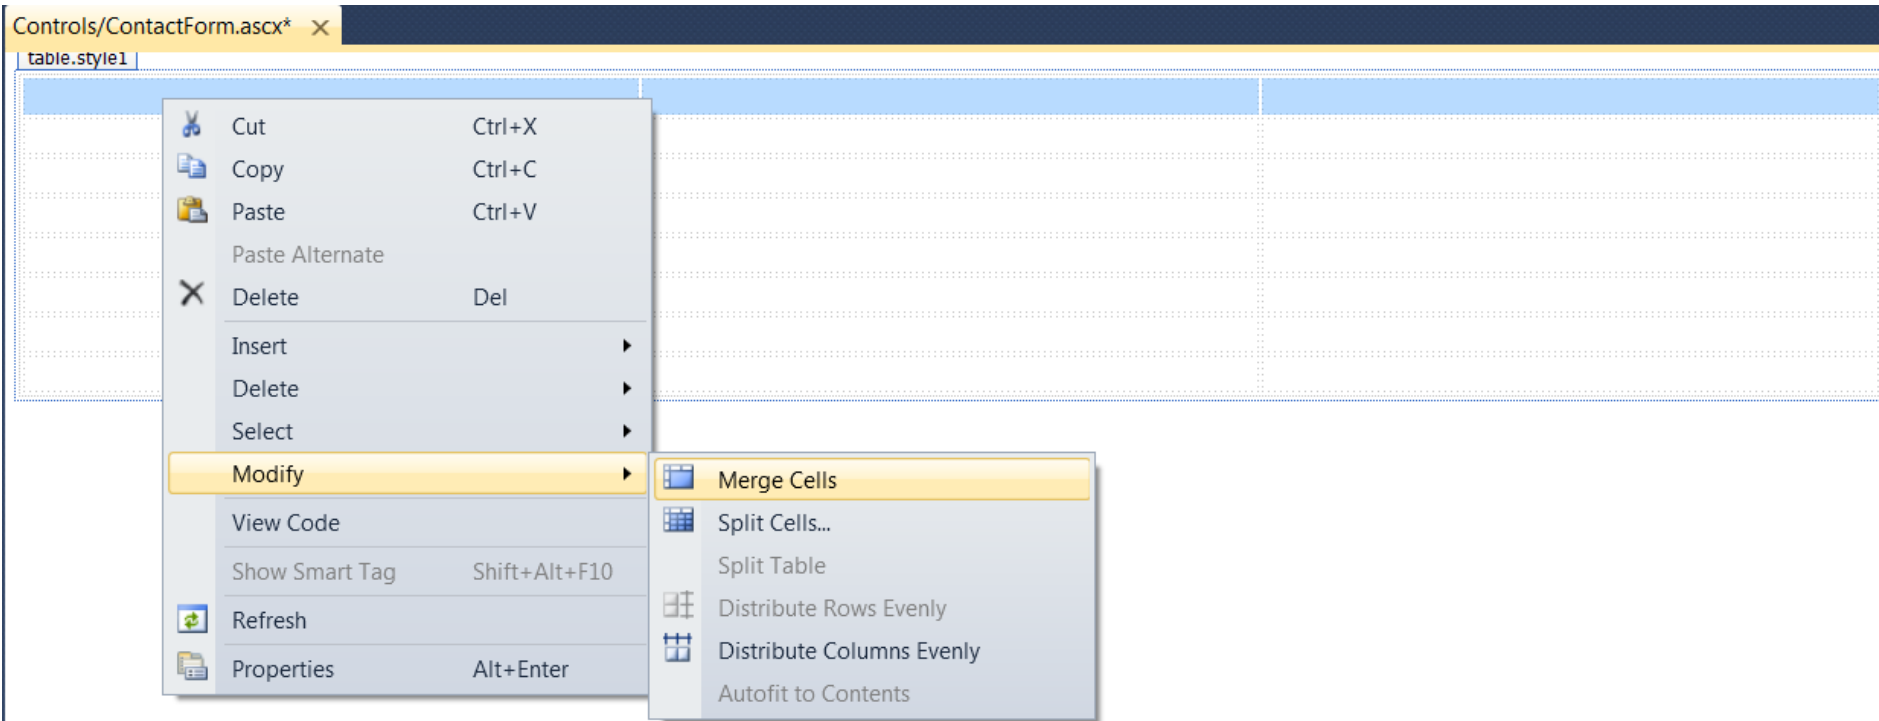 Controls/ContactForm.ascx*
table.style1
Cut Ctrl+X
Copy Ctrl+C
Paste Ctrl+V
Paste Alternate
Delete Del
Insert
Delete
Select
Modify
View Code
Show Smart Tag Shift+Alt+F10
Refresh
Properties Alt+Enter
Merge Cells
Split Cells...
Split Table
Distribute Rows Evenly
Distribute Columns Evenly
Autofit to Contents